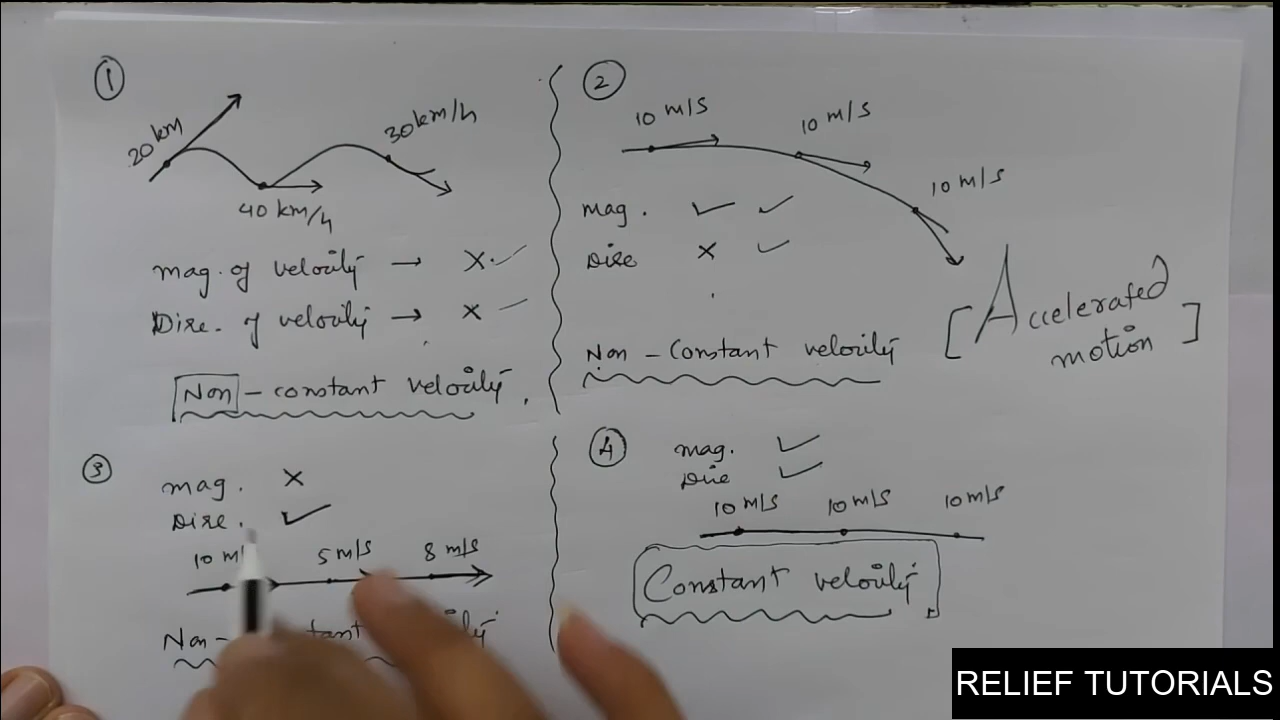 1
20 km
30 km/h
40 km/h
mag. of velocity → ×
Dire. of velocity → ×
Non - constant velocity.
2
10 m/s
10 m/s
10 m/s
mag. ✓ ✓
Dire × ✓
Non - Constant velocity
[Accelerated
motion]
3
mag. ×
Dire. ✓
10 m/
5 m/s
8 m/s
Non -
4
mag. ✓
Dire ✓
10 m/s 10 m/s 10 m/s
Constant velocity
RELIEF TUTORIALS